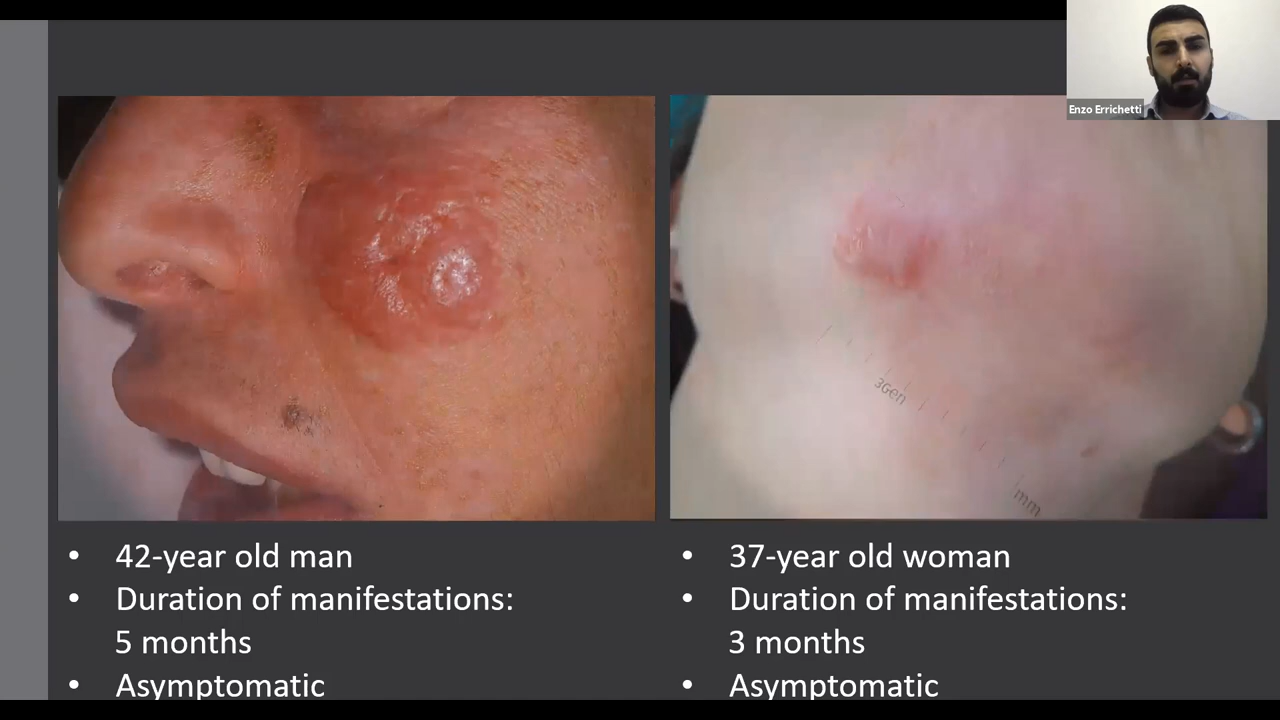 Enzo Errichetti
3Gen
mm
• 42-year old man
• Duration of manifestations:
5 months
• Asymptomatic
• 37-year old woman
• Duration of manifestations:
3 months
• Asymptomatic